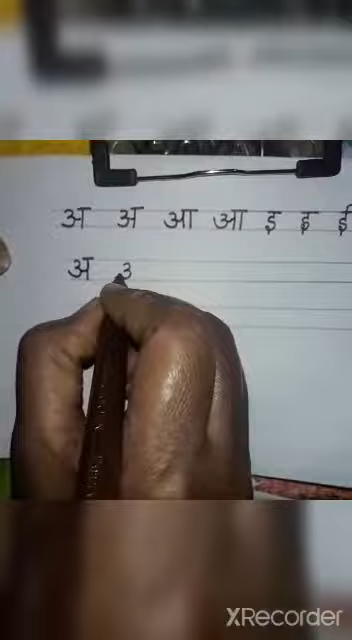 अ अ आ आ इ इ ई
अ
XRecorder